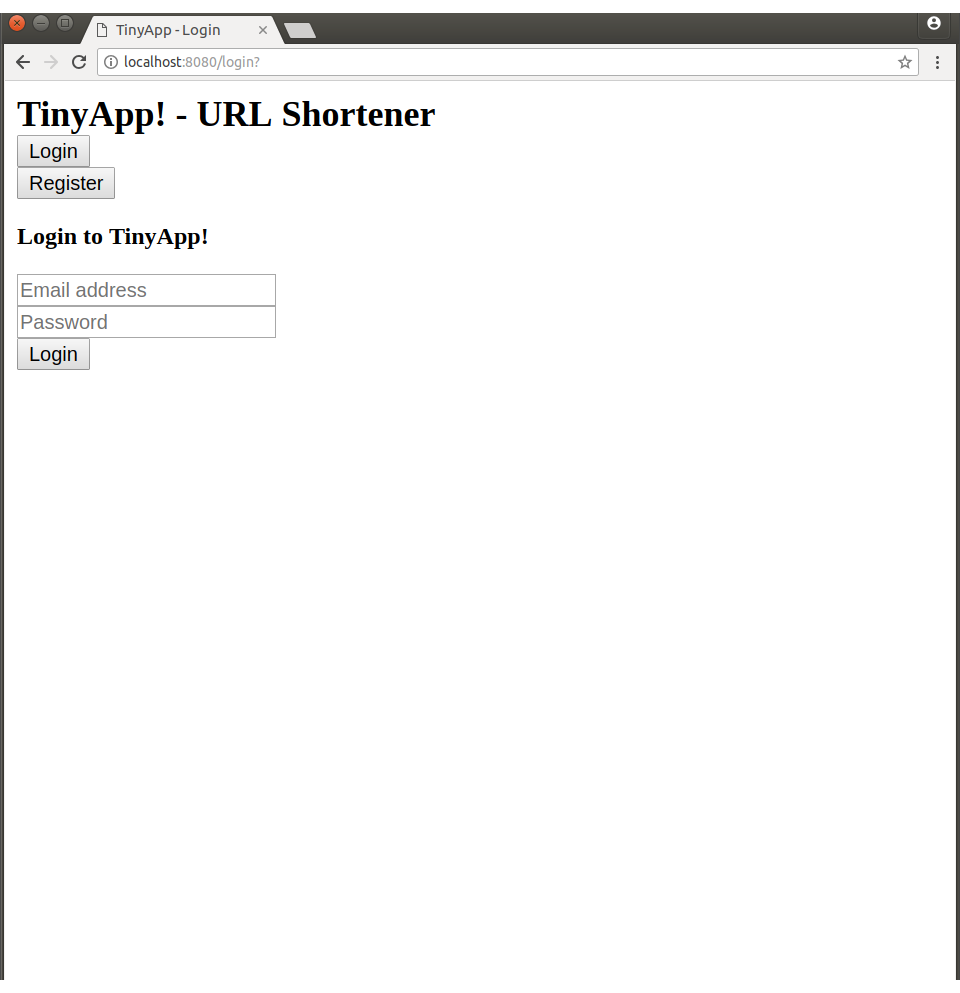 TinyApp - Login
localhost:8080/login?
TinyApp! - URL Shortener
Login
Register
Login to TinyApp!
Email address
Password
Login